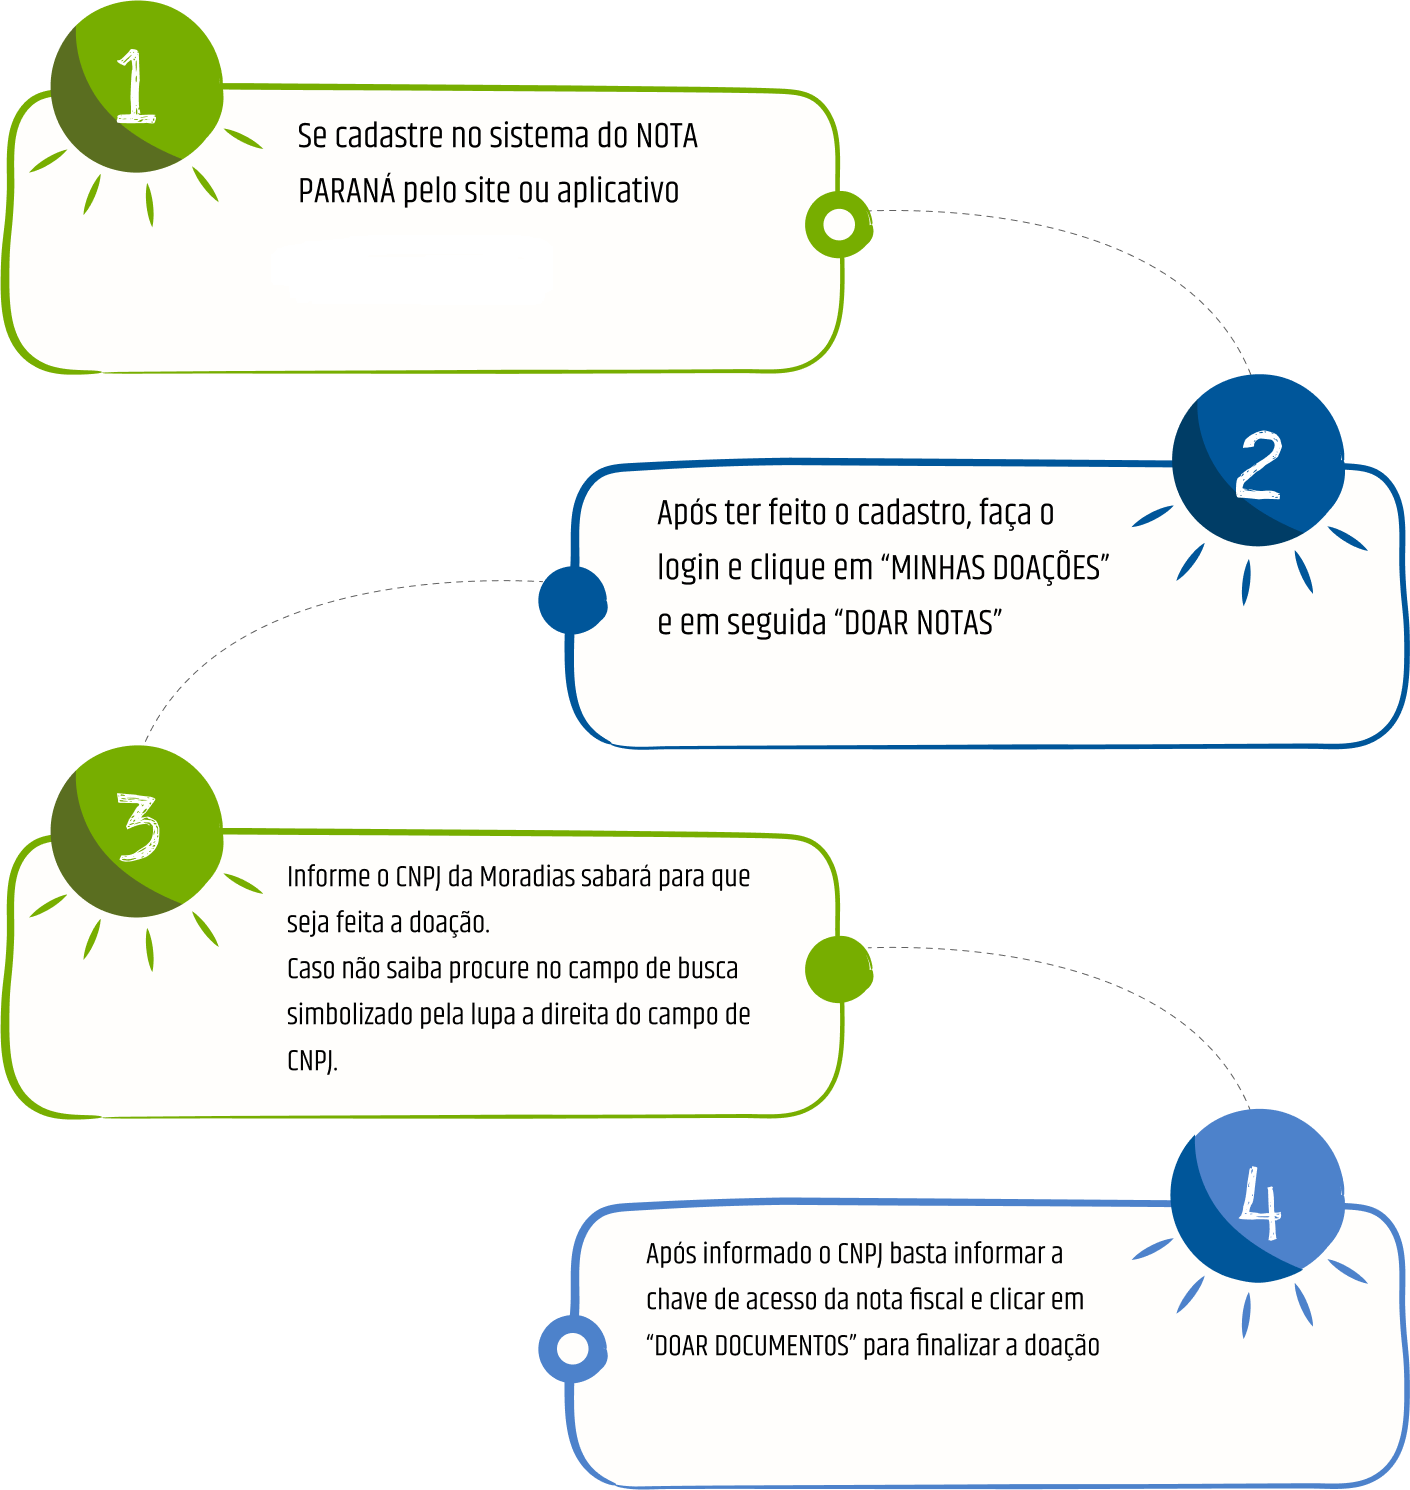 1
Se cadastre no sistema do NOTA
PARANÁ pelo site ou aplicativo
2
Após ter feito o cadastro, faça o
login e clique em “MINHAS DOAÇÕES”
e em seguida “DOAR NOTAS”
3
Informe o CNPJ da Moradias sabará para que
seja feita a doação.
Caso não saiba procure no campo de busca
simbolizado pela lupa a direita do campo de
CNPJ.
4
Após informado o CNPJ basta informar a
chave de acesso da nota fiscal e clicar em
“DOAR DOCUMENTOS” para finalizar a doação